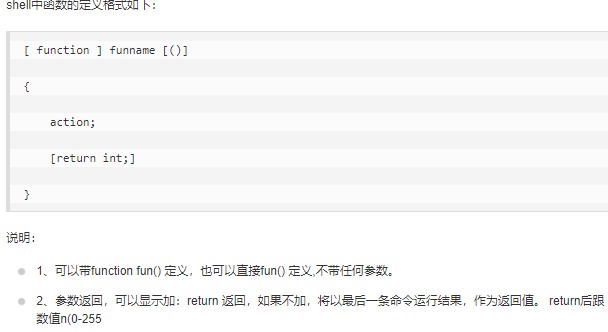 shell中函数的定义格式如下：
[ function ] funname [()]
{
action;
[return int;]
}
说明：
1、可以带function fun() 定义，也可以直接fun() 定义,不带任何参数。
2、参数返回，可以显示加：return 返回，如果不加，将以最后一条命令运行结果，作为返回值。 return后跟
数值n(0-255